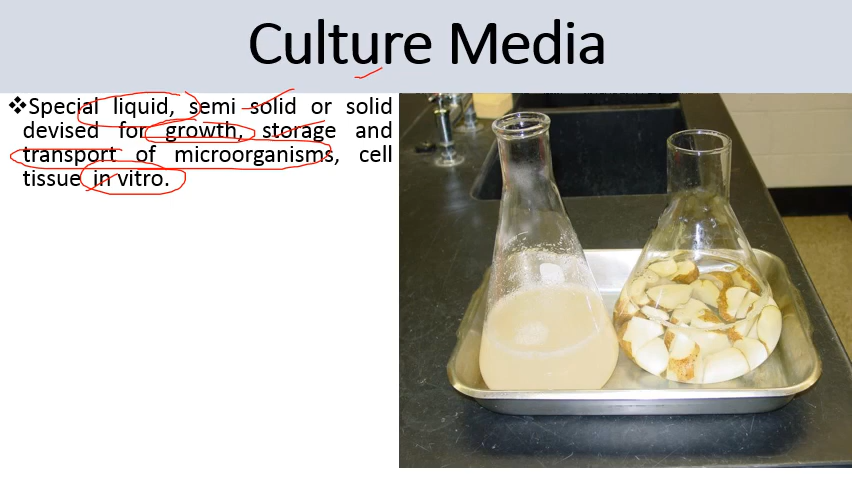 Culture Media
❖Special liquid, semi solid or solid
devised for growth, storage and
transport of microorganisms, cell
tissue in vitro.